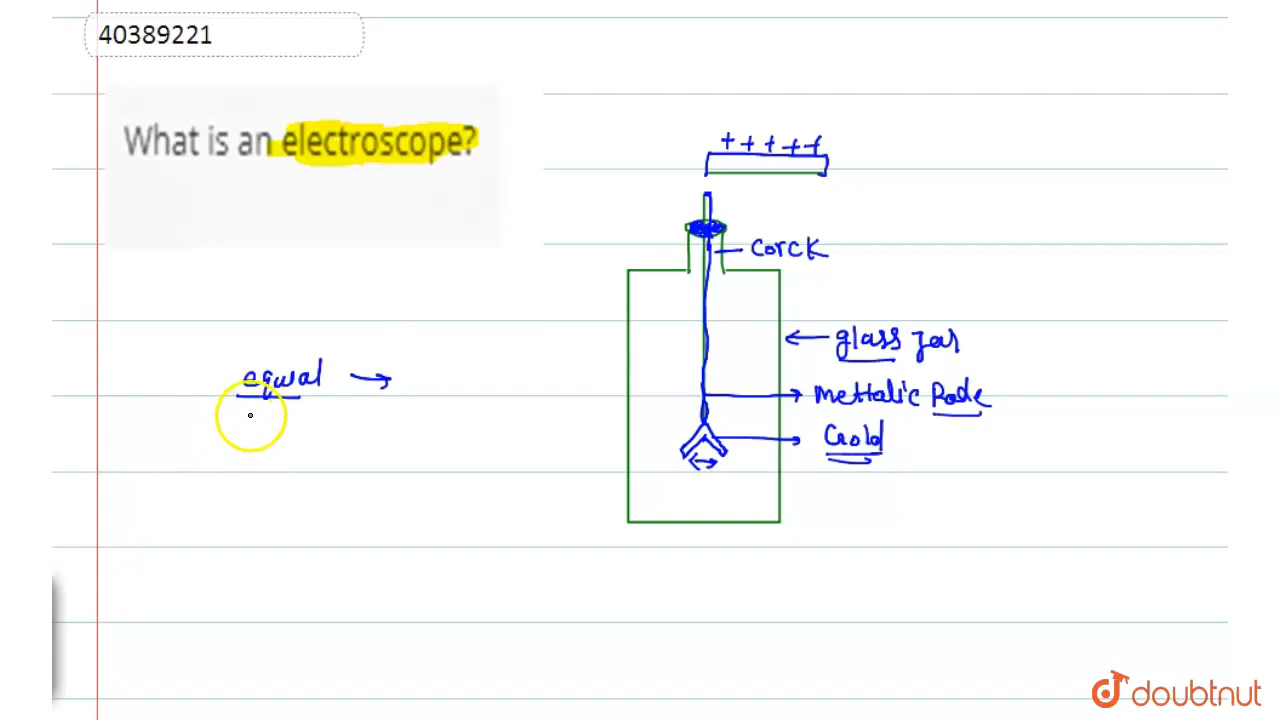 40389221
What is an electroscope?
+ + + + +
corck
glass Jar
equal →
mettalic Rode
Gold
doubtnut